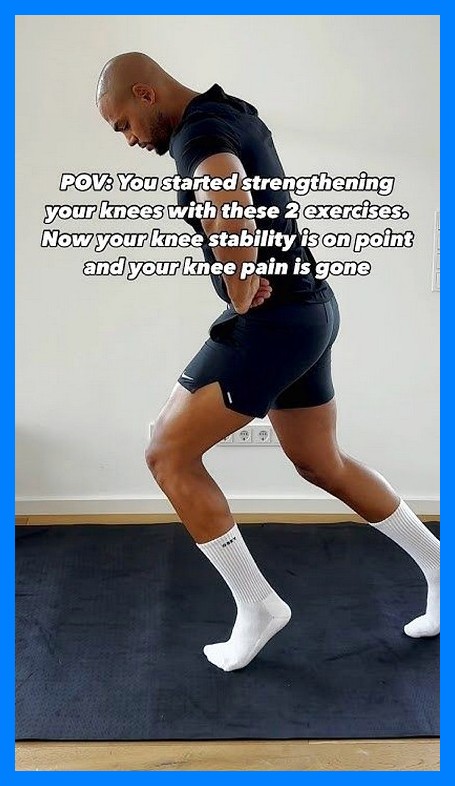 POV: You started strengthening
your knees with these 2 exercises.
Now your knee stability is on point
and your knee pain is gone